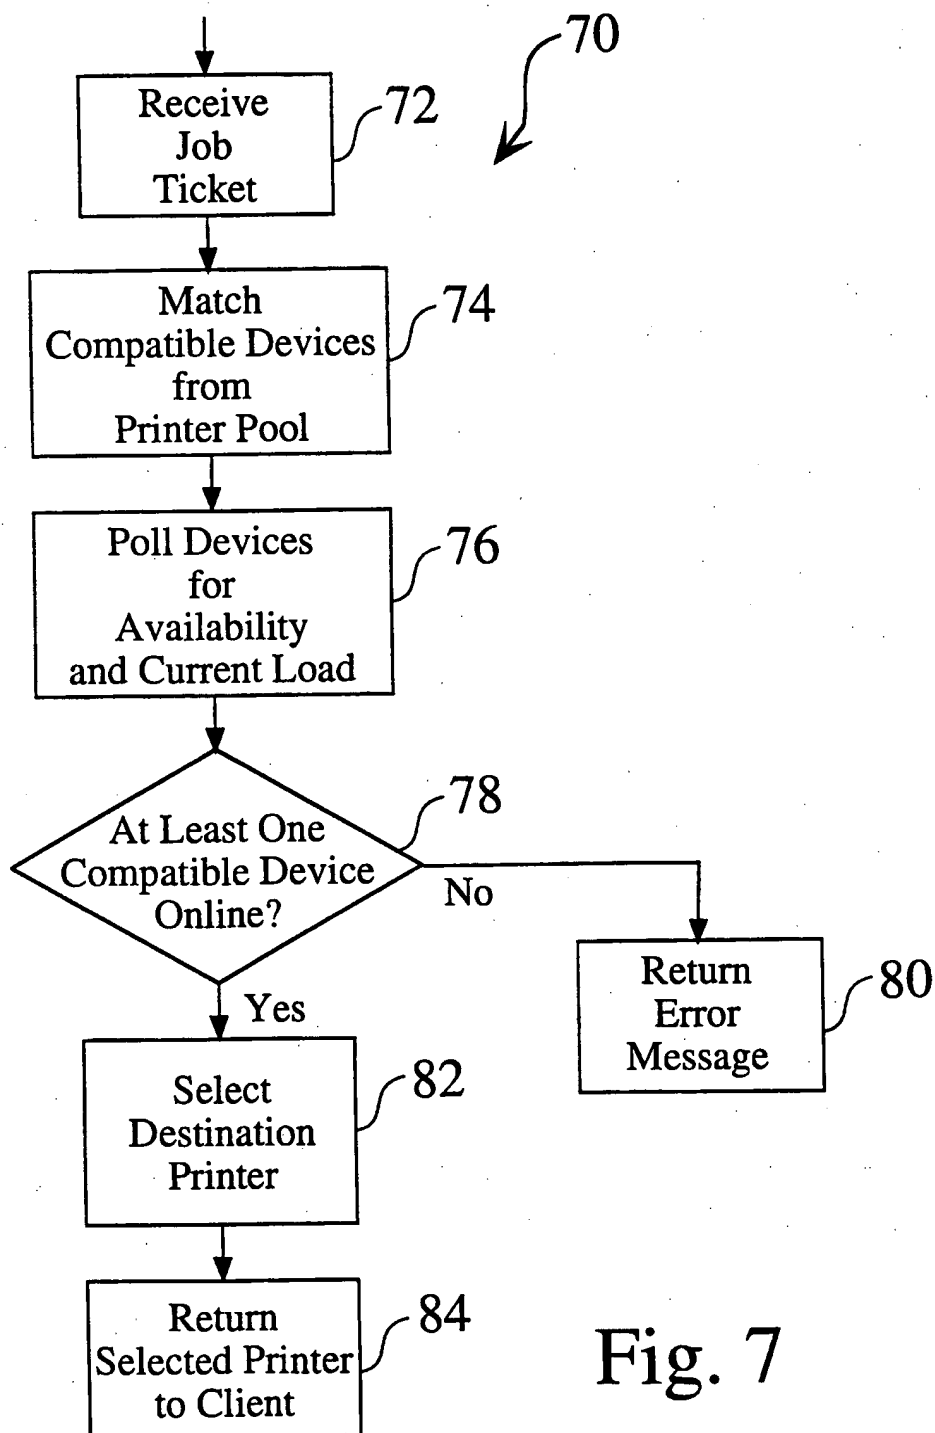 70
Receive
Job
Ticket
72
Match
Compatible Devices
from
Printer Pool
74
Poll Devices
for
Availability
and Current Load
76
At Least One
Compatible Device
Online?
78
No
Yes
Return
Error
Message
80
Select
Destination
Printer
82
Return
Selected Printer
to Client
84
Fig. 7